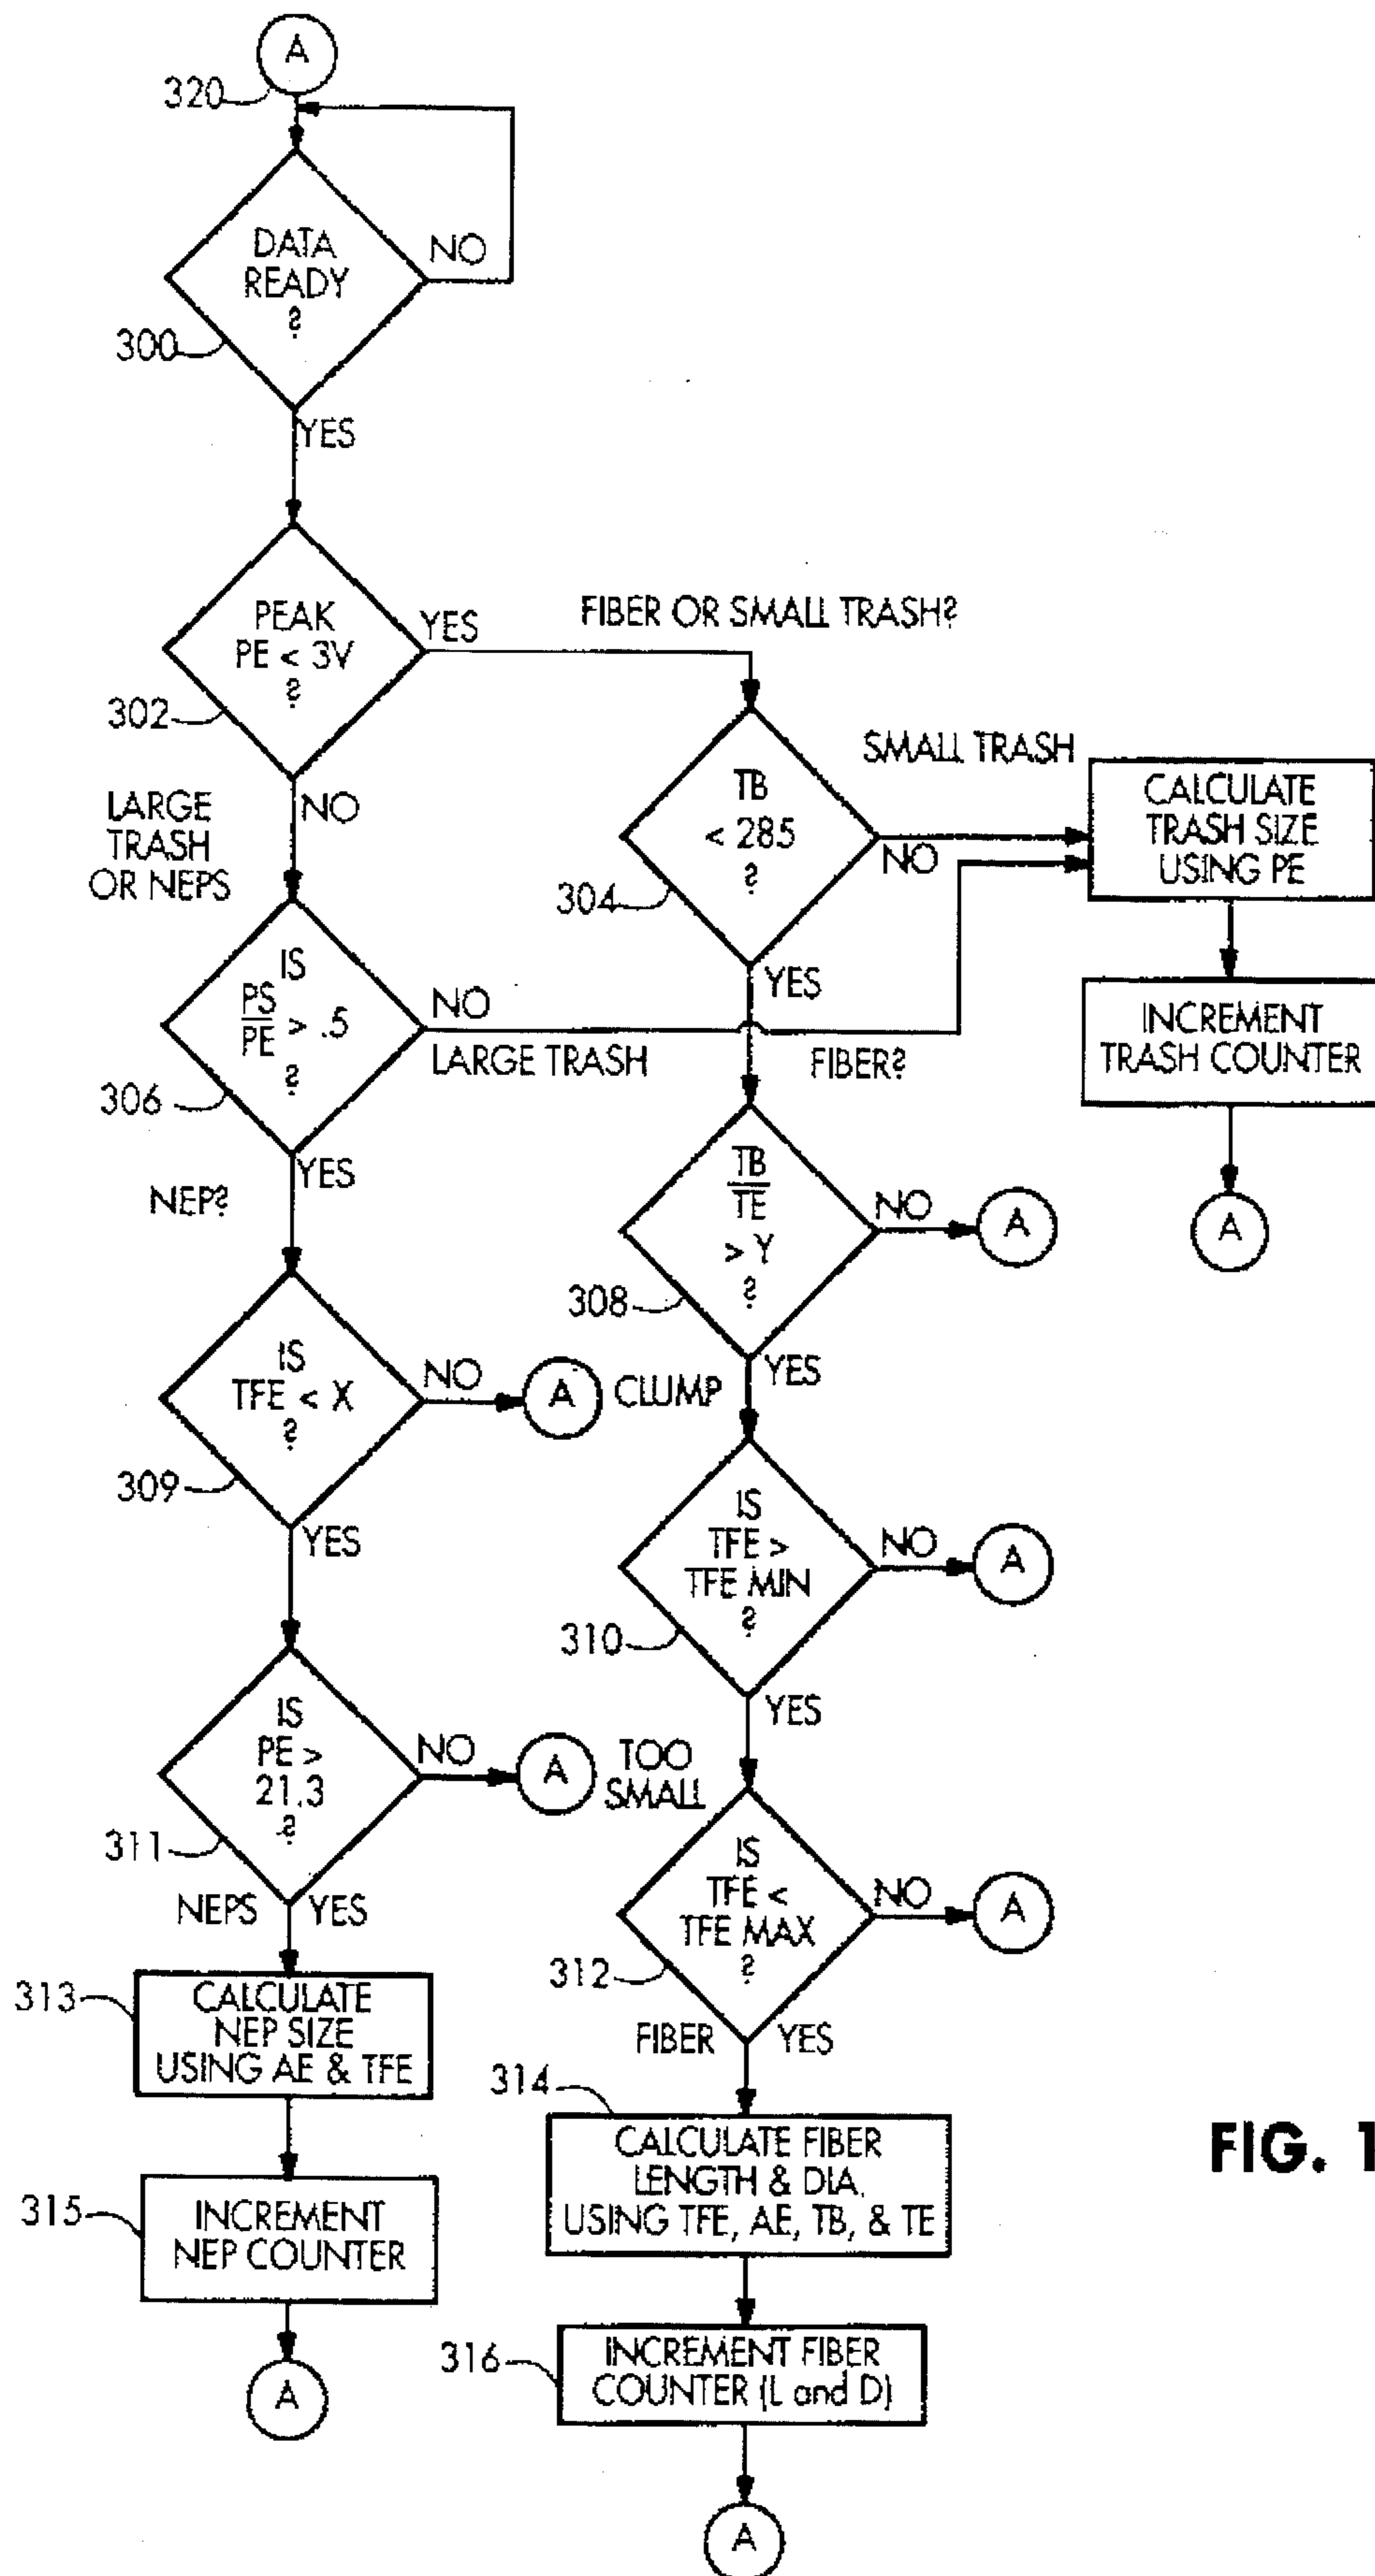 A
320
DATA
READY
?
NO
300
YES
PEAK
PE < 3V
?
YES
302
NO
FIBER OR SMALL TRASH?
LARGE
TRASH
OR NEPS
TB
< 285
?
304
NO
SMALL TRASH
YES
CALCULATE
TRASH SIZE
USING PE
INCREMENT
TRASH COUNTER
A
IS
PS
PE > .5
?
NO
LARGE TRASH
306
YES
NEP?
FIBER?
TB
TE
> Y
?
NO
A
308
YES
IS
TFE < X
?
NO
A
CLUMP
309
YES
IS
TFE >
TFE MIN
?
NO
A
310
YES
IS
PE >
21.3
?
NO
A
TOO
SMALL
311
NEPS
YES
IS
TFE <
TFE MAX
?
NO
A
312
FIBER
YES
313
CALCULATE
NEP SIZE
USING AE & TFE
314
CALCULATE FIBER
LENGTH & DIA.
USING TFE, AE, TB, & TE
315
INCREMENT
NEP COUNTER
A
316
INCREMENT FIBER
COUNTER (L and D)
A
FIG. 1